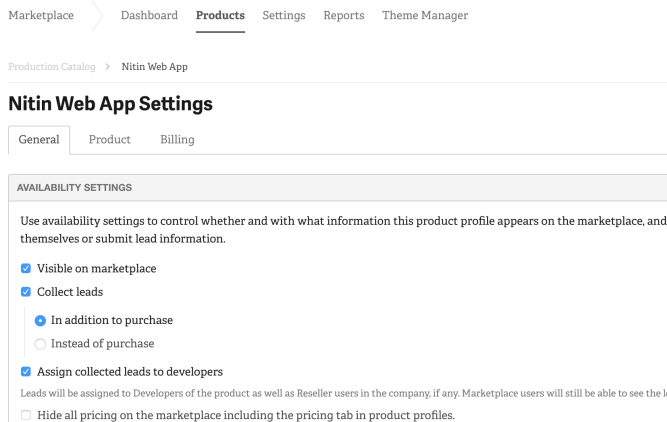 Marketplace Dashboard Products Settings Reports Theme Manager
Production Catalog > Nitin Web App
Nitin Web App Settings
General Product Billing
AVAILABILITY SETTINGS
Use availability settings to control whether and with what information this product profile appears on the marketplace, and
themselves or submit lead information.
Visible on marketplace
Collect leads
In addition to purchase
Instead of purchase
Assign collected leads to developers
Leads will be assigned to Developers of the product as well as Reseller users in the company, if any. Marketplace users will still be able to see the
Hide all pricing on the marketplace including the pricing tab in product profiles.